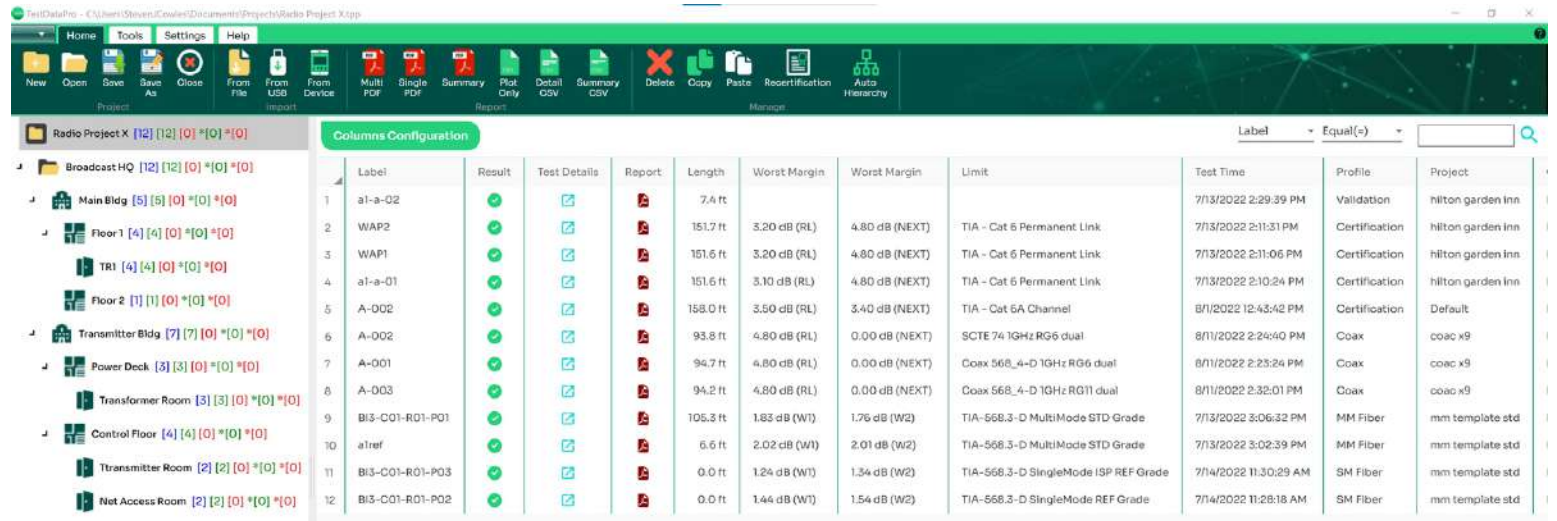 TestDataPro - C:\Users\StevenJCowles\Documents\Projects\Radio Project X.tpp
Home Tools Settings Help
New Open Save Save As Close From File From USB From Device Multi PDF Single PDF Summary Plot Only Detail CSV Summary CSV Delete Copy Paste Recertification Auto Hierarchy
Project Import Report Manage
Radio Project X [12] [12] [0] *[0] *[0]
Broadcast HQ [12] [12] [0] *[0] *[0]
Main Bldg [5] [5] [0] *[0] *[0]
Floor 1 [4] [4] [0] *[0] *[0]
TR1 [4] [4] [0] *[0] *[0]
Floor 2 [1] [1] [0] *[0] *[0]
Transmitter Bldg [7] [7] [0] *[0] *[0]
Power Deck [3] [3] [0] *[0] *[0]
Transformer Room [3] [3] [0] *[0] *[0]
Control Floor [4] [4] [0] *[0] *[0]
Ttransmitter Room [2] [2] [0] *[0] *[0]
Net Access Room [2] [2] [0] *[0] *[0]
Columns Configuration Label Equal(=)
Label Result Test Details Report Length Worst Margin Worst Margin Limit Test Time Profile Project
1 a1-a-02 7.4 ft 7/13/2022 2:29:39 PM Validation hilton garden inn
2 WAP2 151.7 ft 3.20 dB (RL) 4.80 dB (NEXT) TIA - Cat 6 Permanent Link 7/13/2022 2:11:31 PM Certification hilton garden inn
3 WAP1 151.6 ft 3.20 dB (RL) 4.80 dB (NEXT) TIA - Cat 6 Permanent Link 7/13/2022 2:11:06 PM Certification hilton garden inn
4 a1-a-01 151.6 ft 3.10 dB (RL) 4.80 dB (NEXT) TIA - Cat 6 Permanent Link 7/13/2022 2:10:24 PM Certification hilton garden inn
5 A-002 158.0 ft 3.50 dB (RL) 3.40 dB (NEXT) TIA - Cat 6A Channel 8/1/2022 12:43:42 PM Certification Default
6 A-002 93.8 ft 4.80 dB (RL) 0.00 dB (NEXT) SCTE 74 1GHz RG6 dual 8/11/2022 2:24:40 PM Coax coac x9
7 A-001 94.7 ft 4.80 dB (RL) 0.00 dB (NEXT) Coax 568_4-D 1GHz RG6 dual 8/11/2022 2:23:24 PM Coax coac x9
8 A-003 94.2 ft 4.80 dB (RL) 0.00 dB (NEXT) Coax 568_4-D 1GHz RG11 dual 8/11/2022 2:32:01 PM Coax coac x9
9 BI3-C01-R01-P01 105.3 ft 1.83 dB (W1) 1.76 dB (W2) TIA-568.3-D MultiMode STD Grade 7/13/2022 3:06:32 PM MM Fiber mm template std
10 a1ref 6.6 ft 2.02 dB (W1) 2.01 dB (W2) TIA-568.3-D MultiMode STD Grade 7/13/2022 3:02:39 PM MM Fiber mm template std
11 BI3-C01-R01-P03 0.0 ft 1.24 dB (W1) 1.34 dB (W2) TIA-568.3-D SingleMode ISP REF Grade 7/14/2022 11:30:29 AM SM Fiber mm template std
12 BI3-C01-R01-P02 0.0 ft 1.44 dB (W1) 1.54 dB (W2) TIA-568.3-D SingleMode REF Grade 7/14/2022 11:28:18 AM SM Fiber mm template std